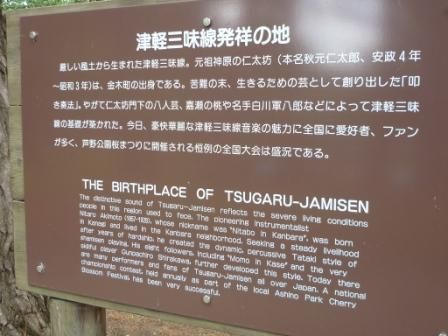 津軽三味線発祥の地
厳しい風土から生まれた津軽三味線。元祖神原の仁太坊（本名秋元仁太郎、安政4年
～昭和3年）は、金木町の出身である。苦難の末、生きるための芸として創り出した「叩
き奏法」。やがて仁太坊門下の八人芸、嘉瀬の桃や名手白川軍八郎などによって津軽三味
線の基礎が築かれた。今日、豪快華麗な津軽三味線音楽の魅力に全国に愛好者、ファン
が多く、芦野公園桜まつりに開催される恒例の全国大会は盛況である。
THE BIRTHPLACE OF TSUGARU-JAMISEN
The distinctive sound of Tsugaru-Jamisen reflects the severe living conditions
people in this region used to face. The pioneering instrumentalist
Nitaro Akimoto (1857-1928), whose nickname was "Nitabo in Kanbara", was born
in Kanagi and lived in the Kanbara neighborhood. Seeking a steady livelihood
after years of hardship, he created the dynamic, percussive Tataki style of
shamisen playing. His eight followers, including "Momo in Kase" and the very
skillful player Gunpachiro Shirakawa, further developed this style. Today there
are many performers and fans of Tsugaru-Jamisen all over Japan. A national
championship contest, held annually as part of the local Ashino Park Cherry
Blossom Festival has been very successful.